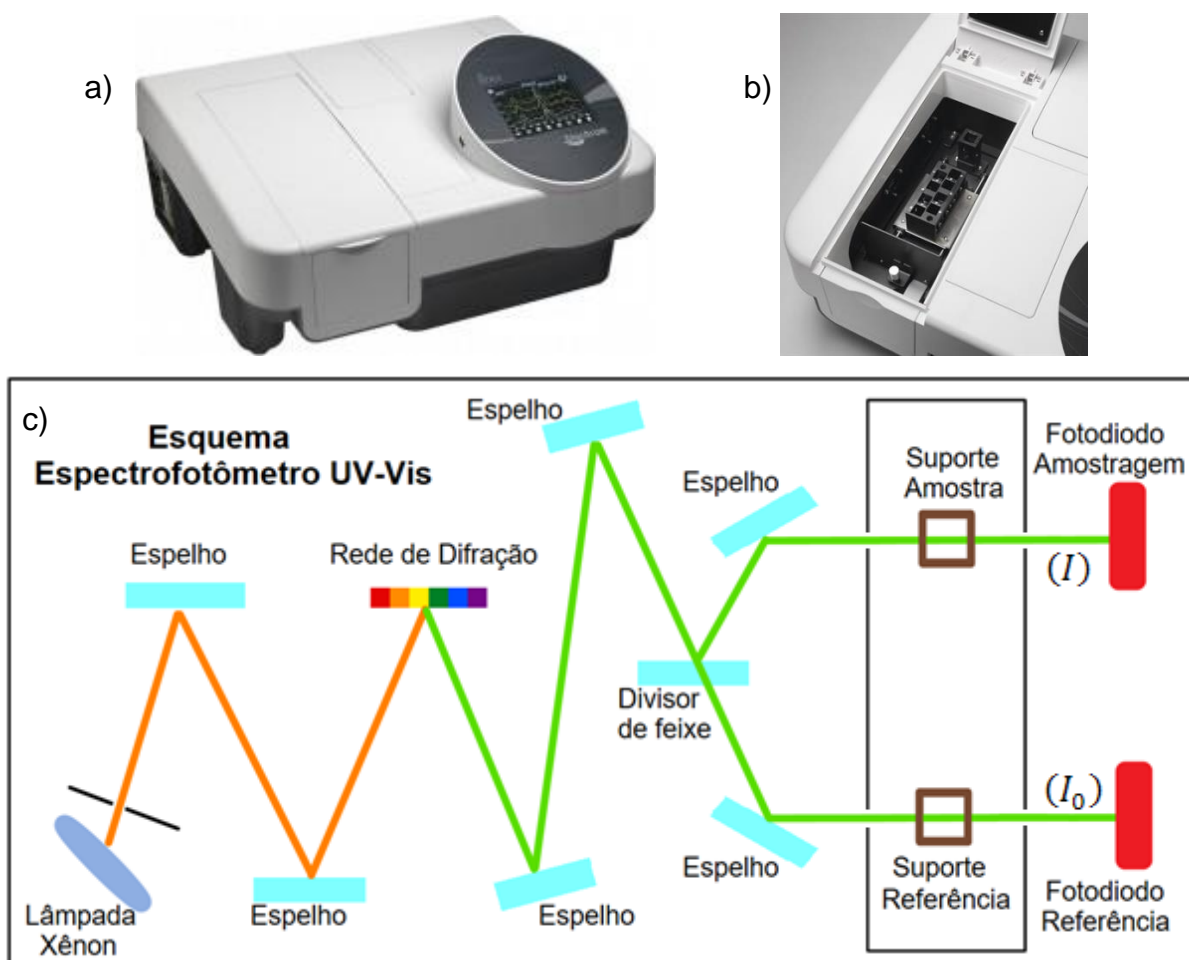 a)
b)
c)
Esquema
Espectrofotômetro UV-Vis
Espelho
Espelho
Suporte
Amostra
Fotodiodo
Amostragem
Espelho
Rede de Difração
(I)
Divisor
de feixe
(I₀)
Espelho
Suporte
Referência
Lâmpada
Xênon
Espelho
Espelho
Fotodiodo
Referência